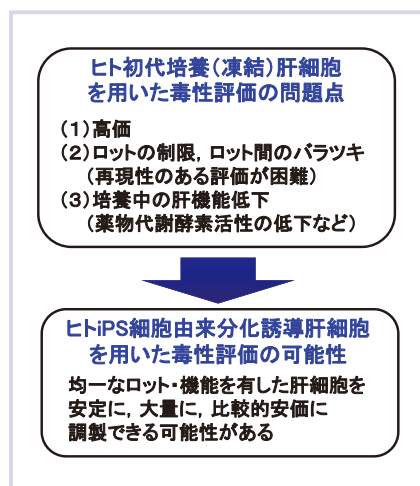 ヒト初代培養（凍結）肝細胞
を用いた毒性評価の問題点
（1）高価
（2）ロットの制限，ロット間のバラツキ
（再現性のある評価が困難）
（3）培養中の肝機能低下
（薬物代謝酵素活性の低下など）
ヒトiPS細胞由来分化誘導肝細胞
を用いた毒性評価の可能性
均一なロット・機能を有した肝細胞を
安定に，大量に，比較的安価に
調製できる可能性がある